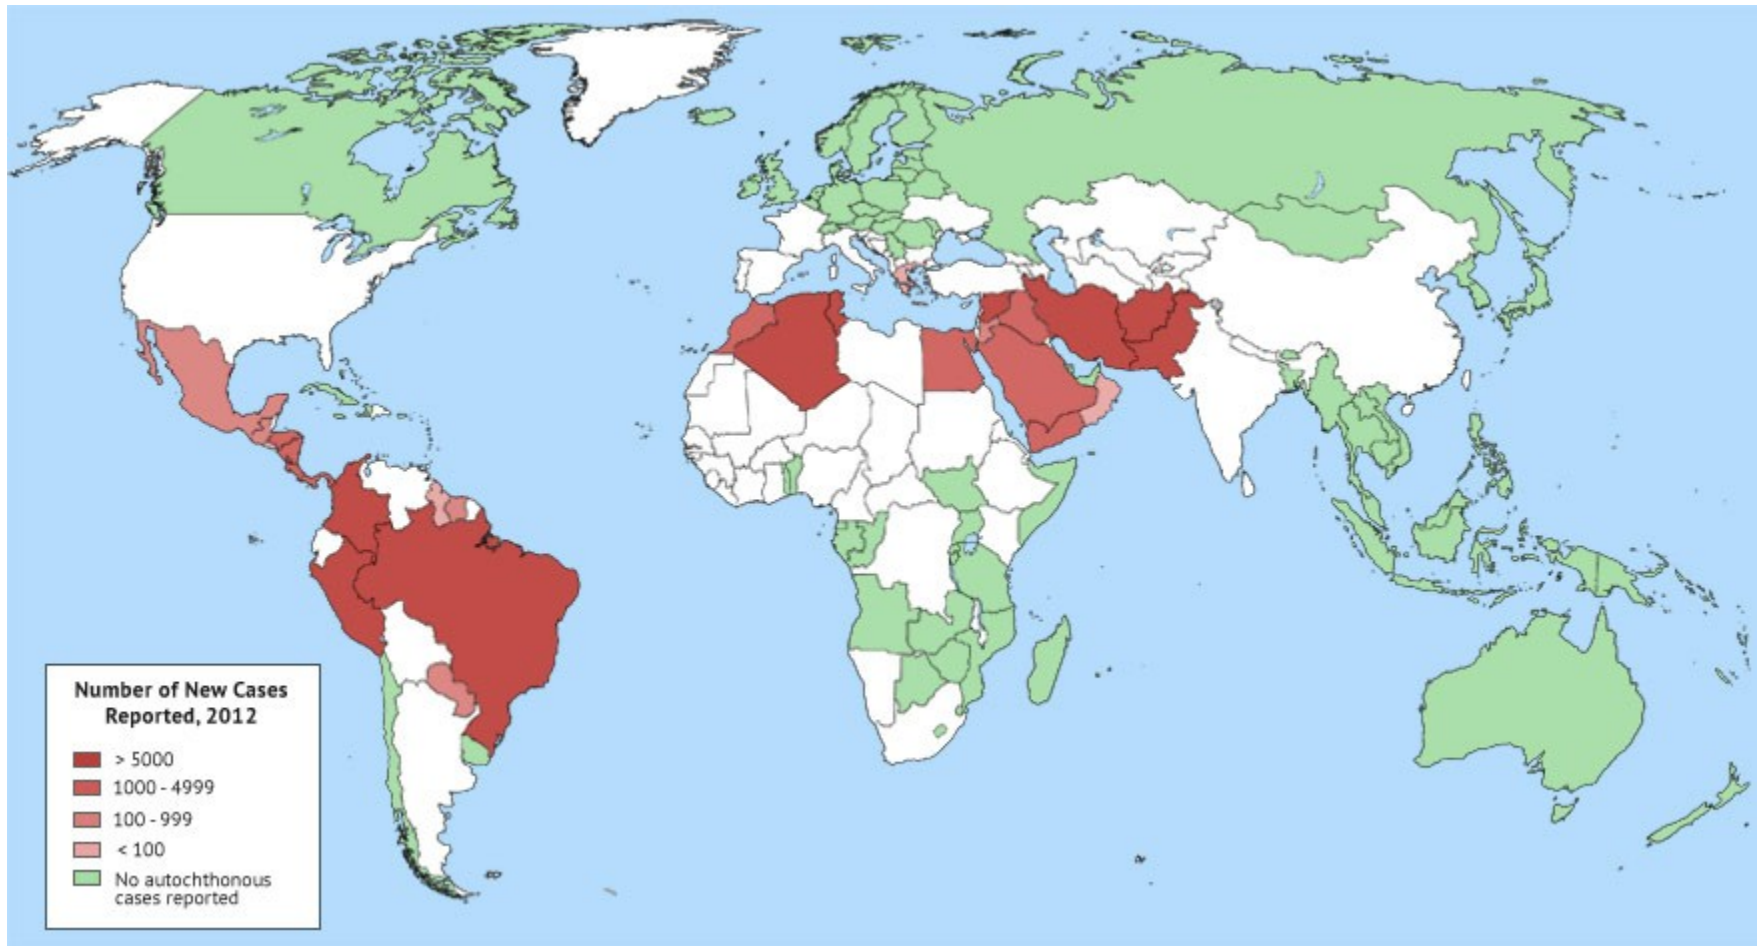 Number of New Cases
Reported, 2012
> 5000
1000 - 4999
100 - 999
< 100
No autochthonous
cases reported